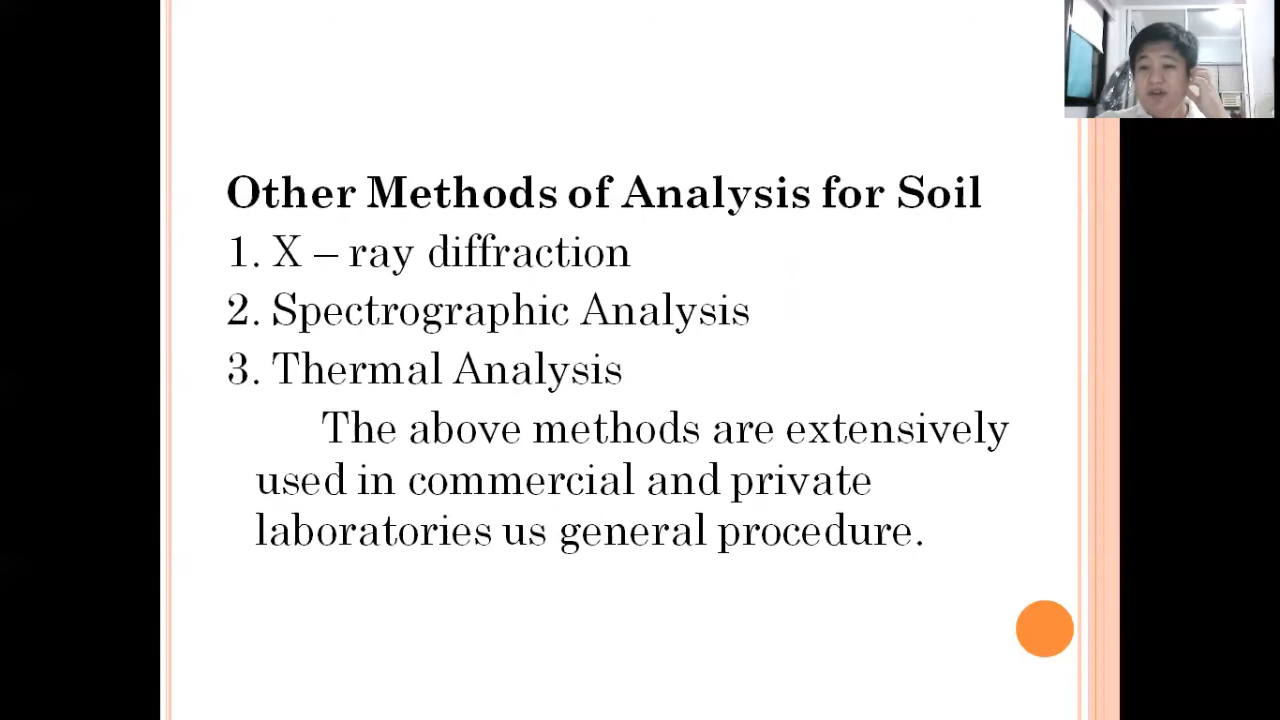 Other Methods of Analysis for Soil
1. X – ray diffraction
2. Spectrographic Analysis
3. Thermal Analysis
The above methods are extensively
used in commercial and private
laboratories us general procedure.